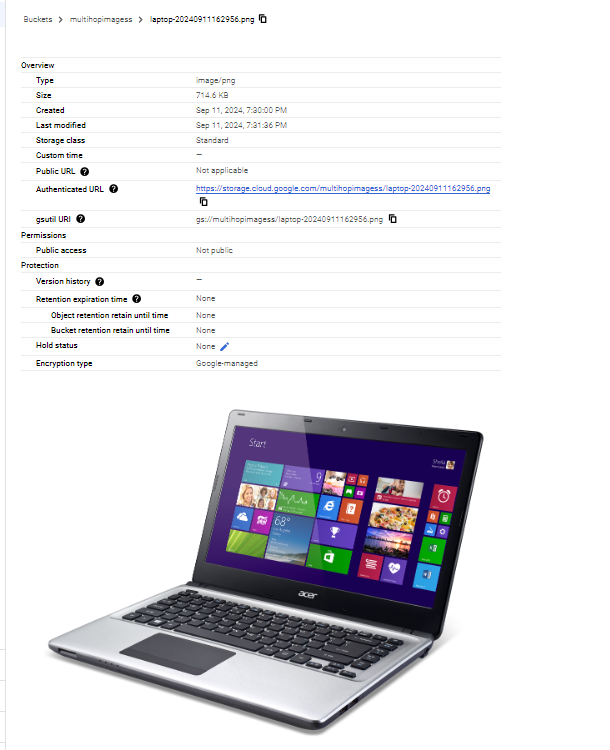 Buckets > multihopimagess > laptop-20240911162956.png
Overview
Type image/png
Size 714.6 KB
Created Sep 11, 2024, 7:30:00 PM
Last modified Sep 11, 2024, 7:31:36 PM
Storage class Standard
Custom time —
Public URL ? Not applicable
Authenticated URL ? https://storage.cloud.google.com/multihopimagess/laptop-20240911162956.png
gsutil URI ? gs://multihopimagess/laptop-20240911162956.png
Permissions
Public access Not public
Protection
Version history ? —
Retention expiration time ? None
Object retention retain until time None
Bucket retention retain until time None
Hold status None
Encryption type Google-managed
Start
9
68°
acer